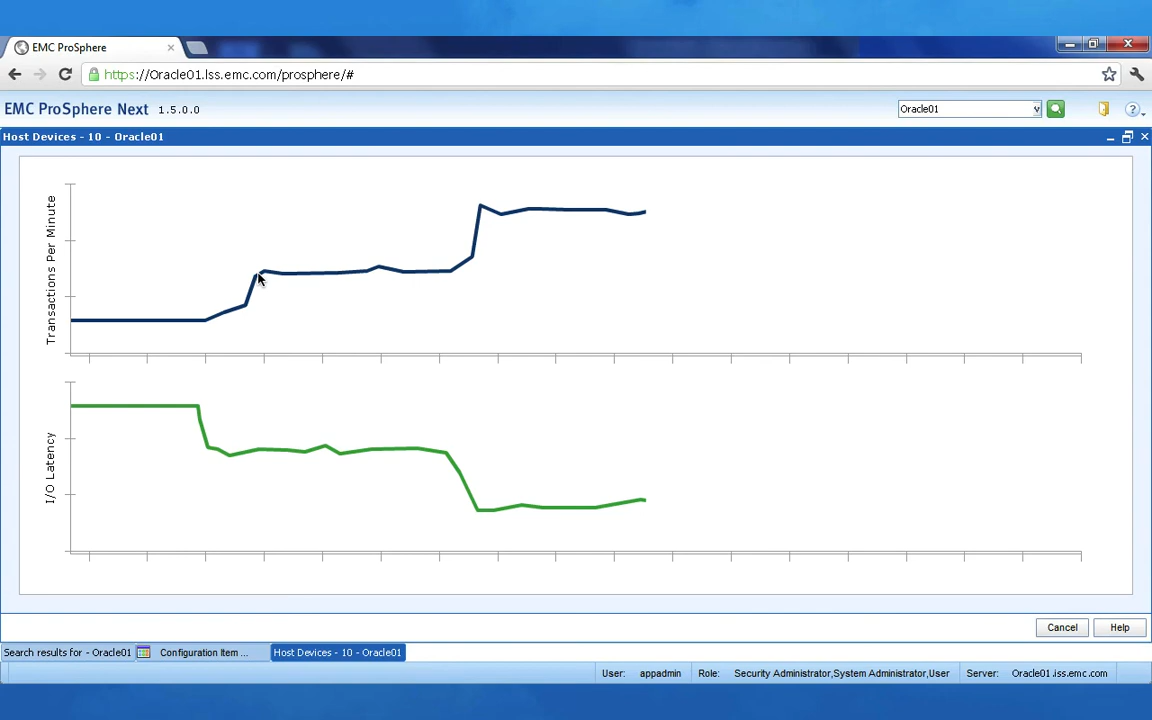 EMC ProSphere
https://Oracle01.lss.emc.com/prosphere/#
EMC ProSphere Next 1.5.0.0
Oracle01
Host Devices - 10 - Oracle01
Transactions Per Minute
I/O Latency
Cancel
Help
Search results for - Oracle01
Configuration Item ...
Host Devices - 10 - Oracle01
User: appadmin
Role: Security Administrator,System Administrator,User
Server: Oracle01.lss.emc.com